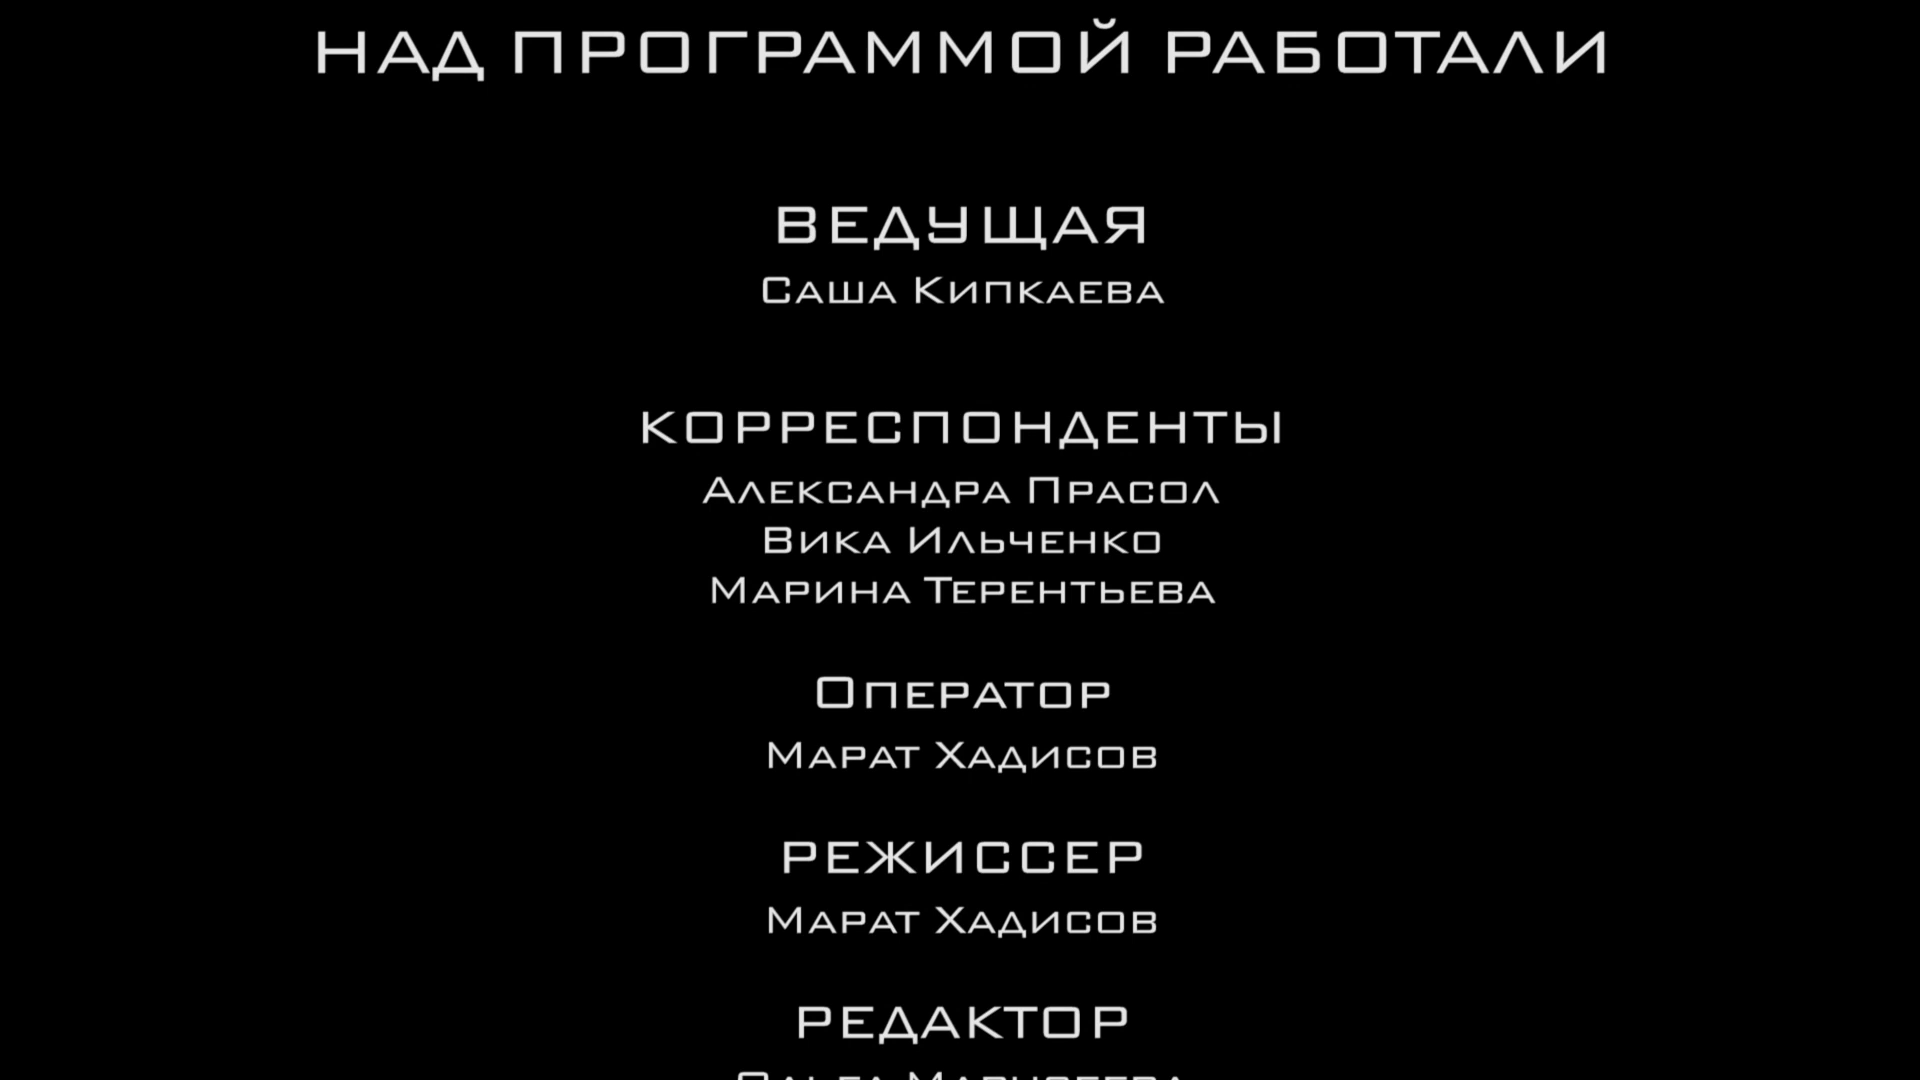 НАД ПРОГРАММОЙ РАБОТАЛИ
ВЕДУЩАЯ
Саша Кипкаева
КОРРЕСПОНДЕНТЫ
Александра Прасол
Вика Ильченко
Марина Терентьева
Оператор
Марат Хадисов
РЕЖИССЕР
Марат Хадисов
РЕДАКТОР